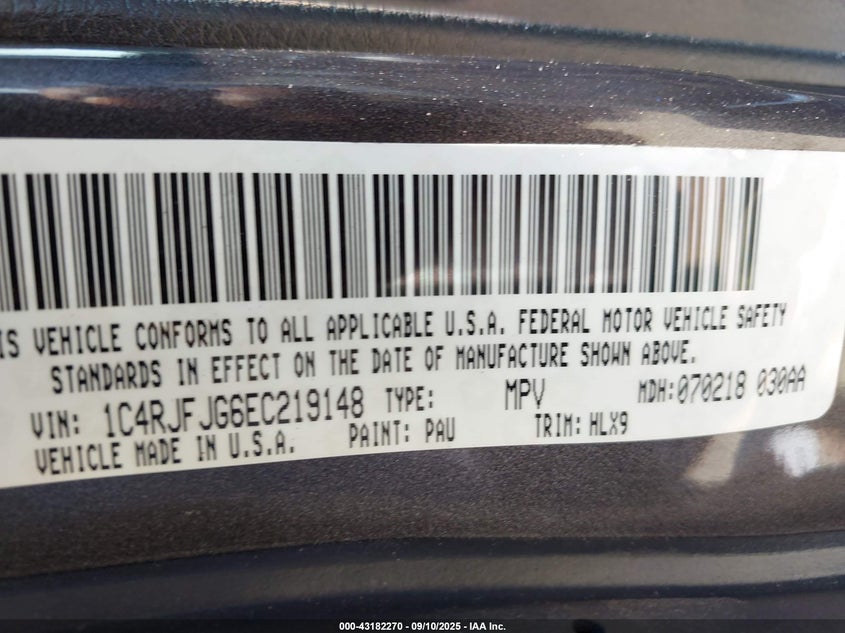 IS VEHICLE CONFORMS TO ALL APPLICABLE U.S.A. FEDERAL MOTOR VEHICLE SAFETY
STANDARDS IN EFFECT ON THE DATE OF MANUFACTURE SHOWN ABOVE.
VIN: 1C4RJFJG6EC219148 TYPE: MPV MDH:070218 030AA
VEHICLE MADE IN U.S.A. PAINT: PAU TRIM: HLX9
000-43182270 - 09/10/2025 - IAA Inc.